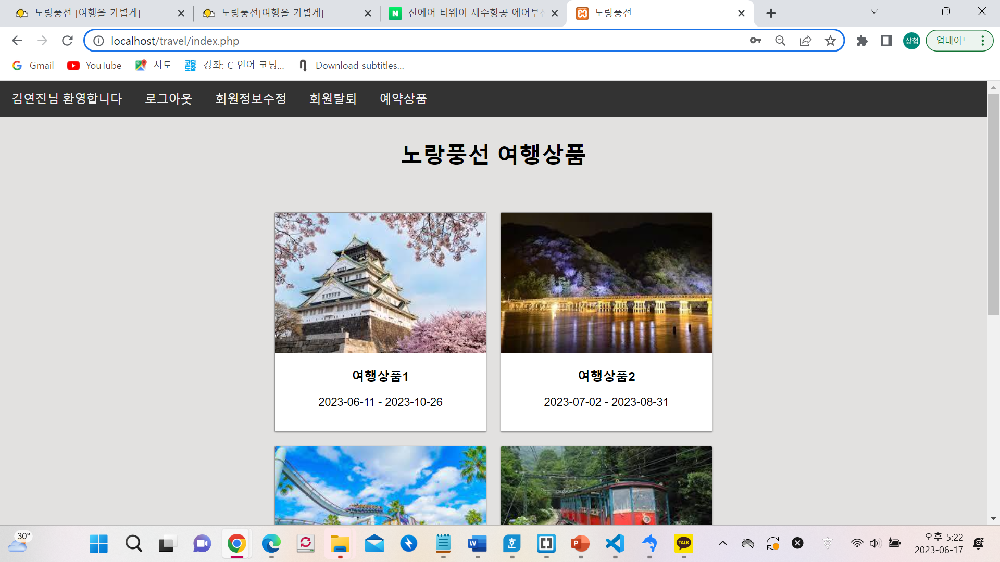 노랑풍선 [여행을 가볍게]
노랑풍선[여행을 가볍게]
진에어 티웨이 제주항공 에어부산
노랑풍선
localhost/travel/index.php
상협
업데이트
Gmail
YouTube
지도
강좌: C 언어 코딩...
Download subtitles...
김연진님 환영합니다
로그아웃
회원정보수정
회원탈퇴
예약상품
노랑풍선 여행상품
여행상품1
2023-06-11 - 2023-10-26
여행상품2
2023-07-02 - 2023-08-31
30°
TALK
오후 5:22
2023-06-17